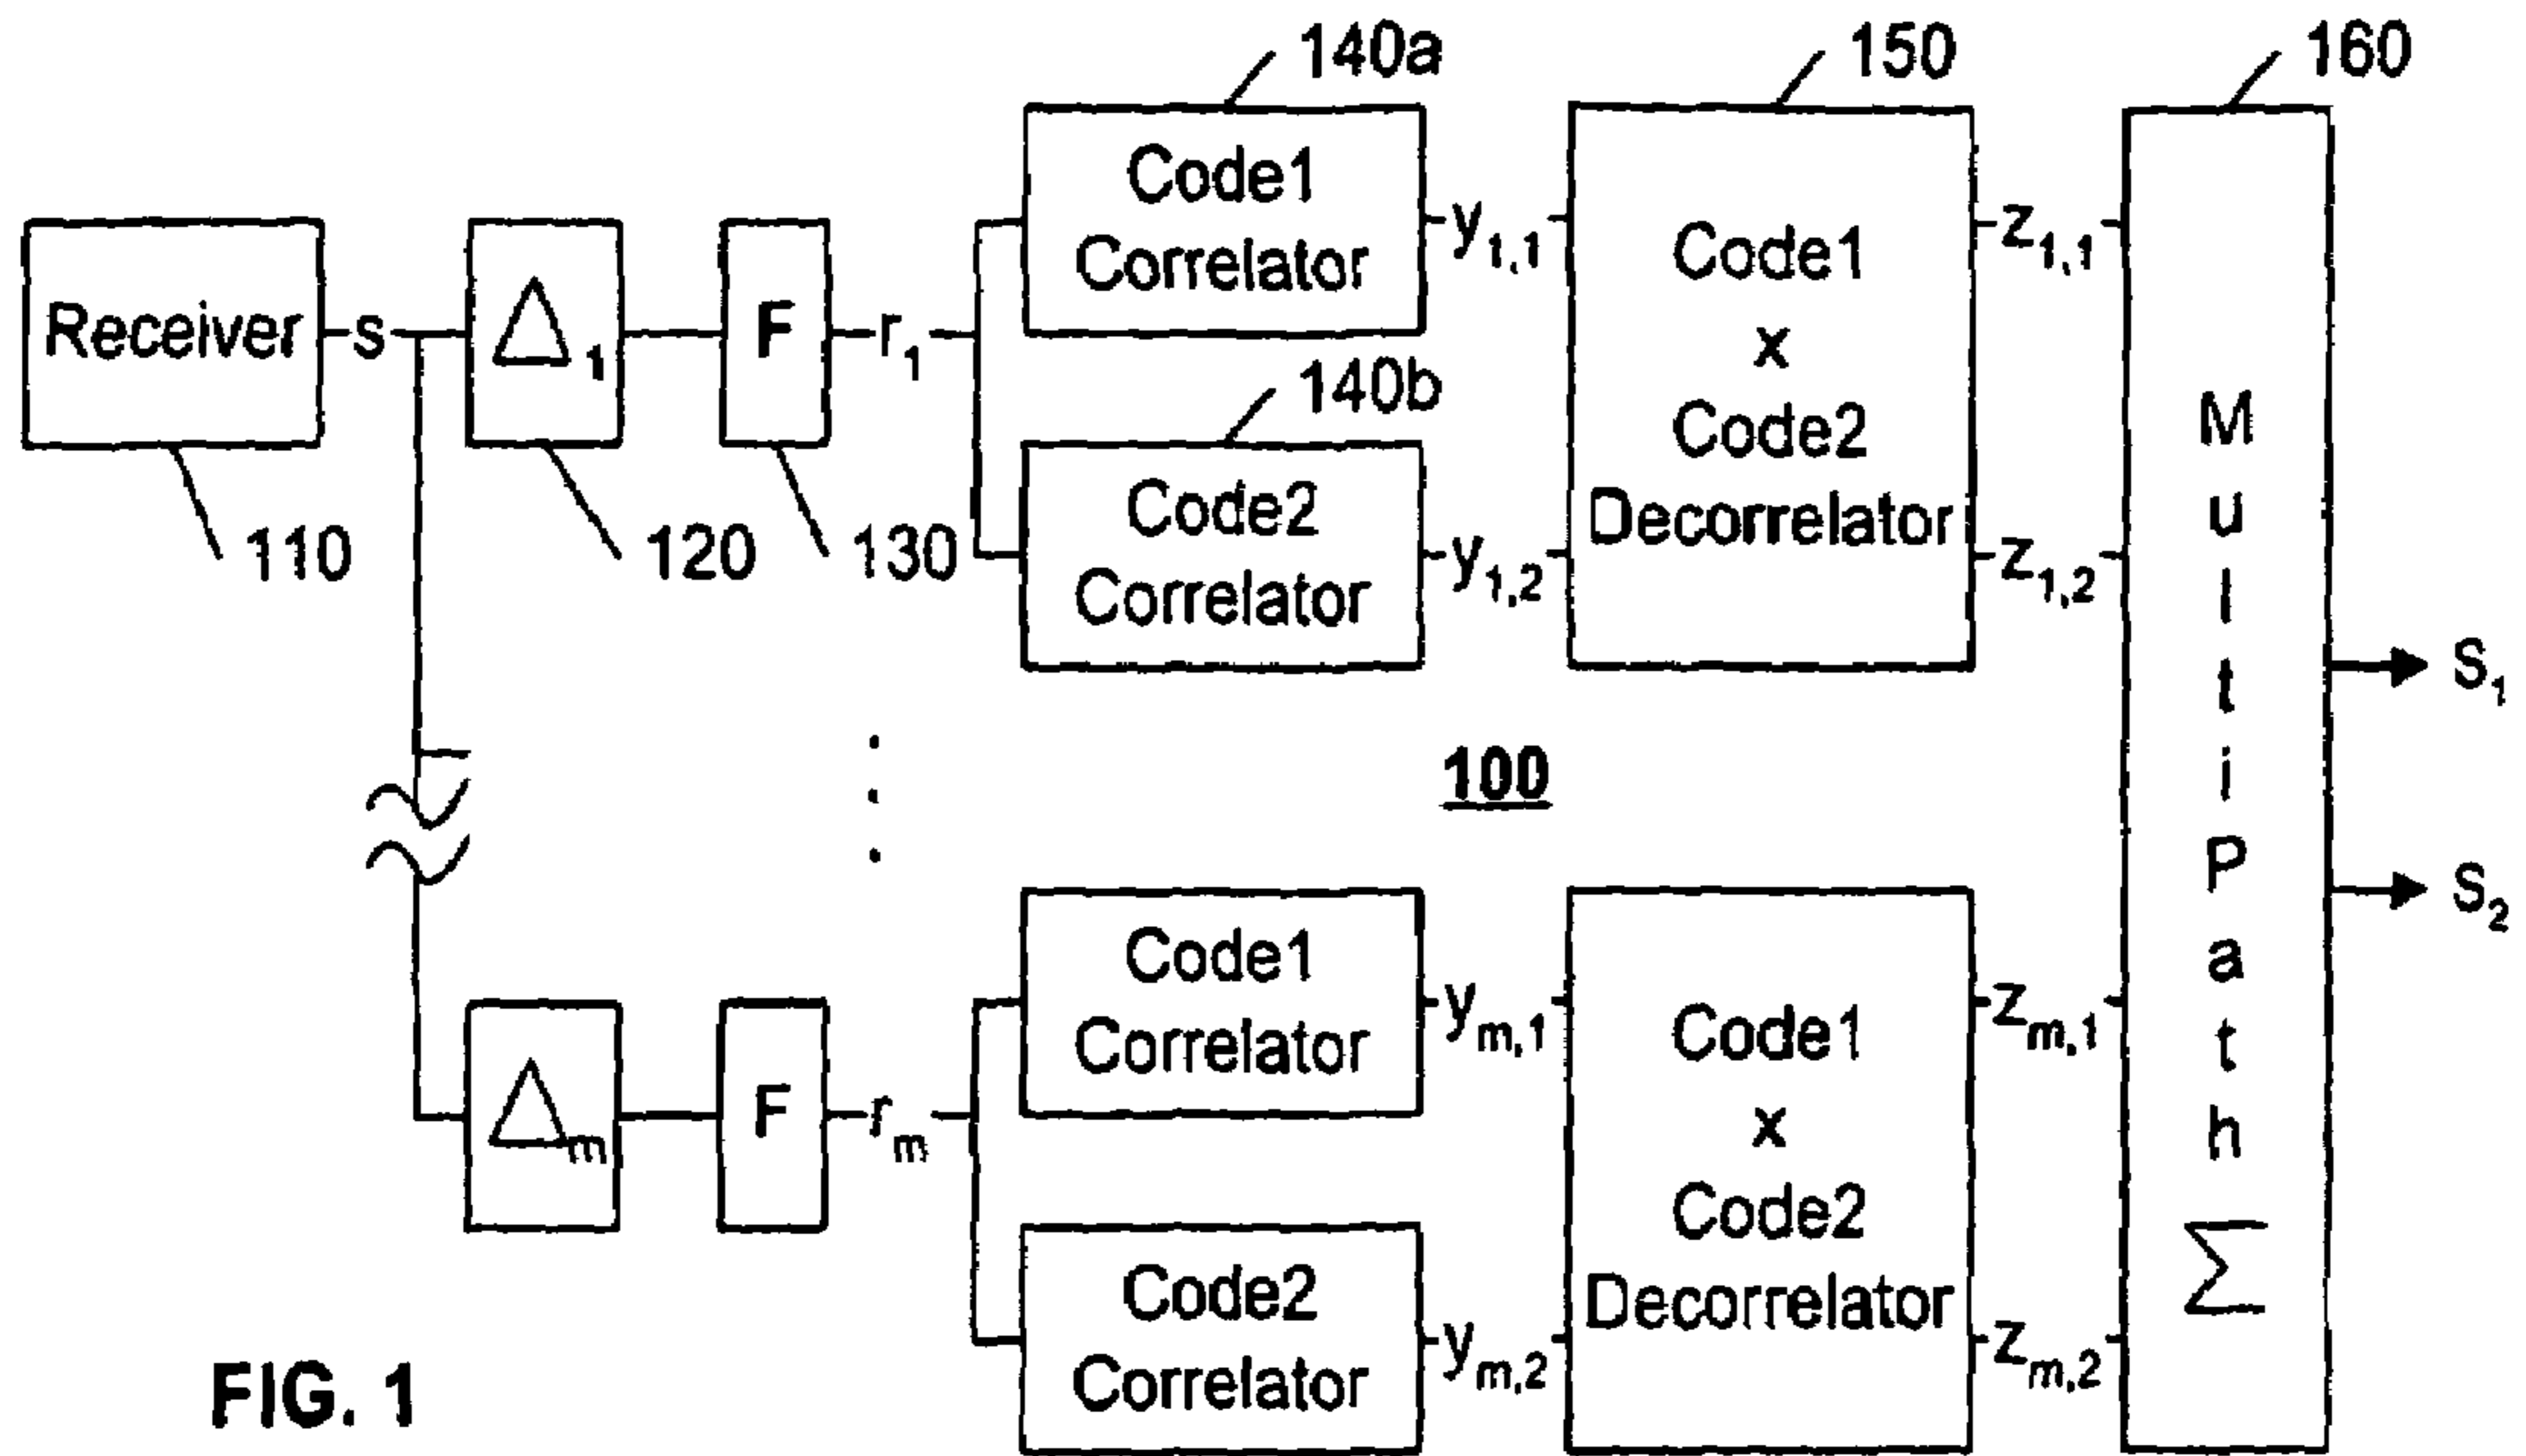 140a
150
160
Code1
Correlator
Receiver
s
Δ1
F
r1
y1,1
Code1
x
Code2
Decorrelator
z1,1
140b
Code2
Correlator
y1,2
z1,2
110
120
130
MultiPath
Σ
S1
S2
100
Δm
F
rm
Code1
Correlator
ym,1
Code1
x
Code2
Decorrelator
zm,1
Code2
Correlator
ym,2
zm,2
FIG. 1